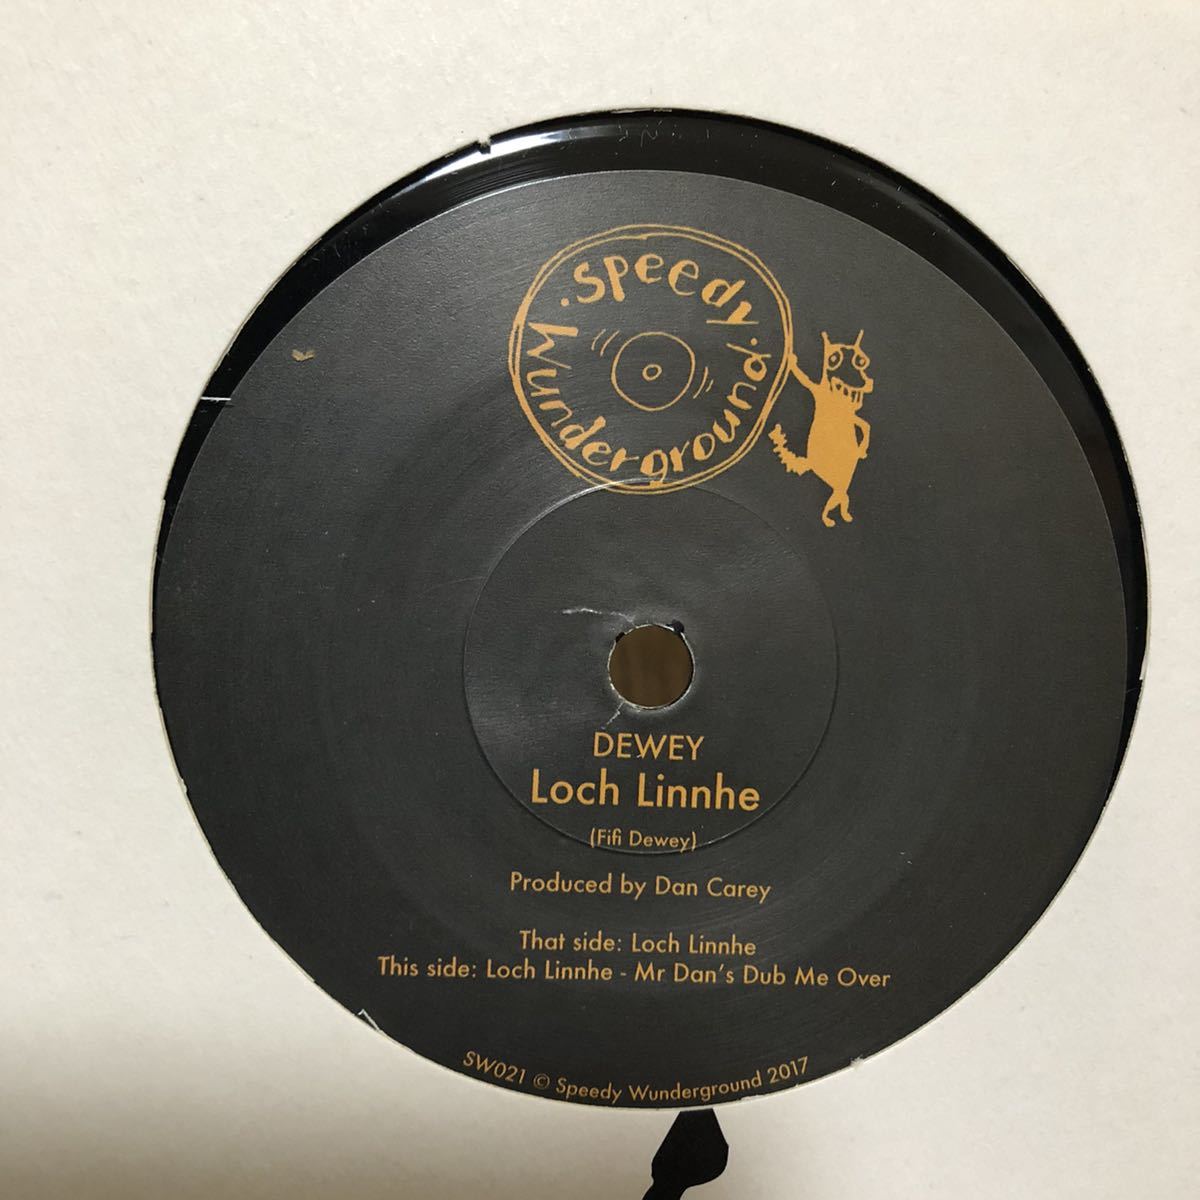 .Speedy.
Wunderground
DEWEY
Loch Linnhe
(Fifi Dewey)
Produced by Dan Carey
That side: Loch Linnhe
This side: Loch Linnhe - Mr Dan's Dub Me Over
SW021 © Speedy Wunderground 2017